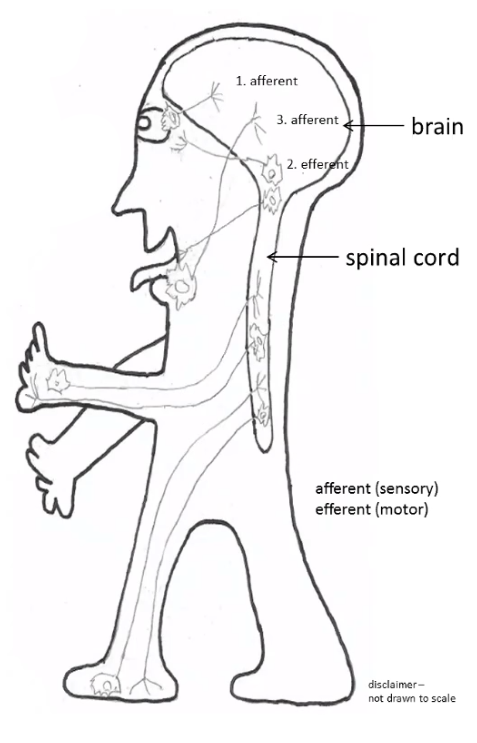 1. afferent
3. afferent
brain
2. efferent
spinal cord
afferent (sensory)
efferent (motor)
disclaimer–
not drawn to scale